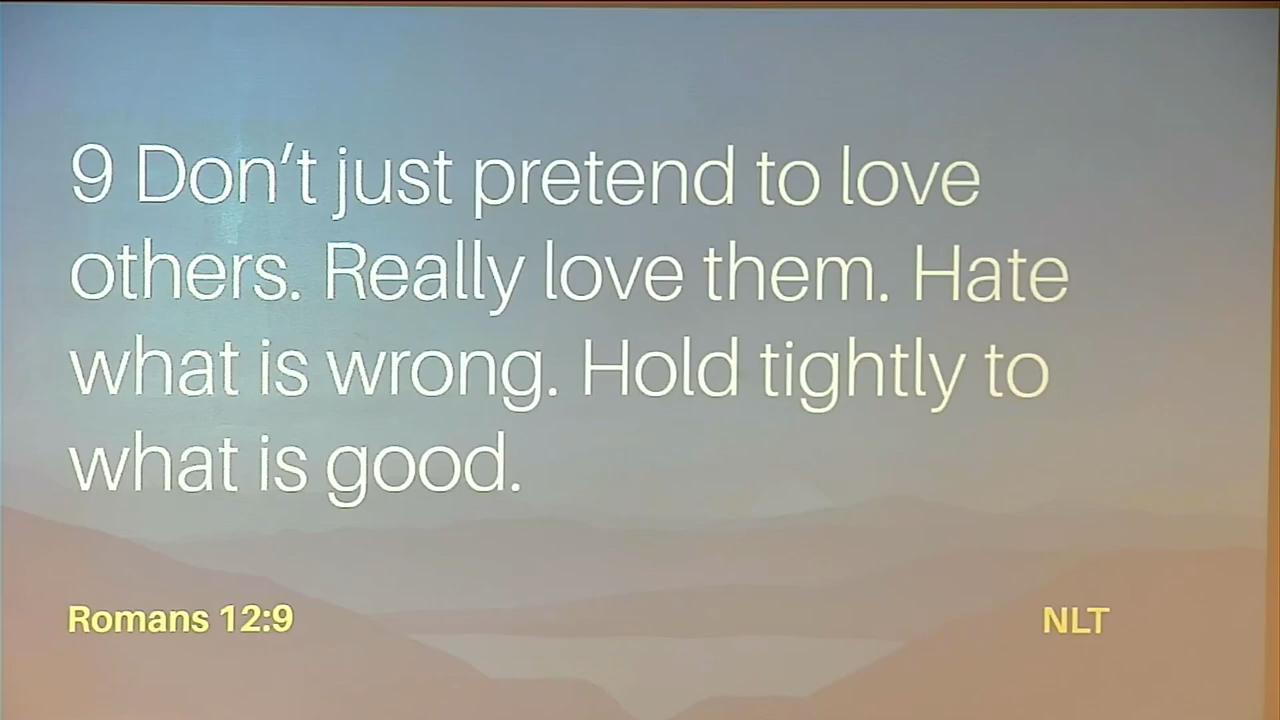 9 Don’t just pretend to love
others. Really love them. Hate
what is wrong. Hold tightly to
what is good.
Romans 12:9
NLT